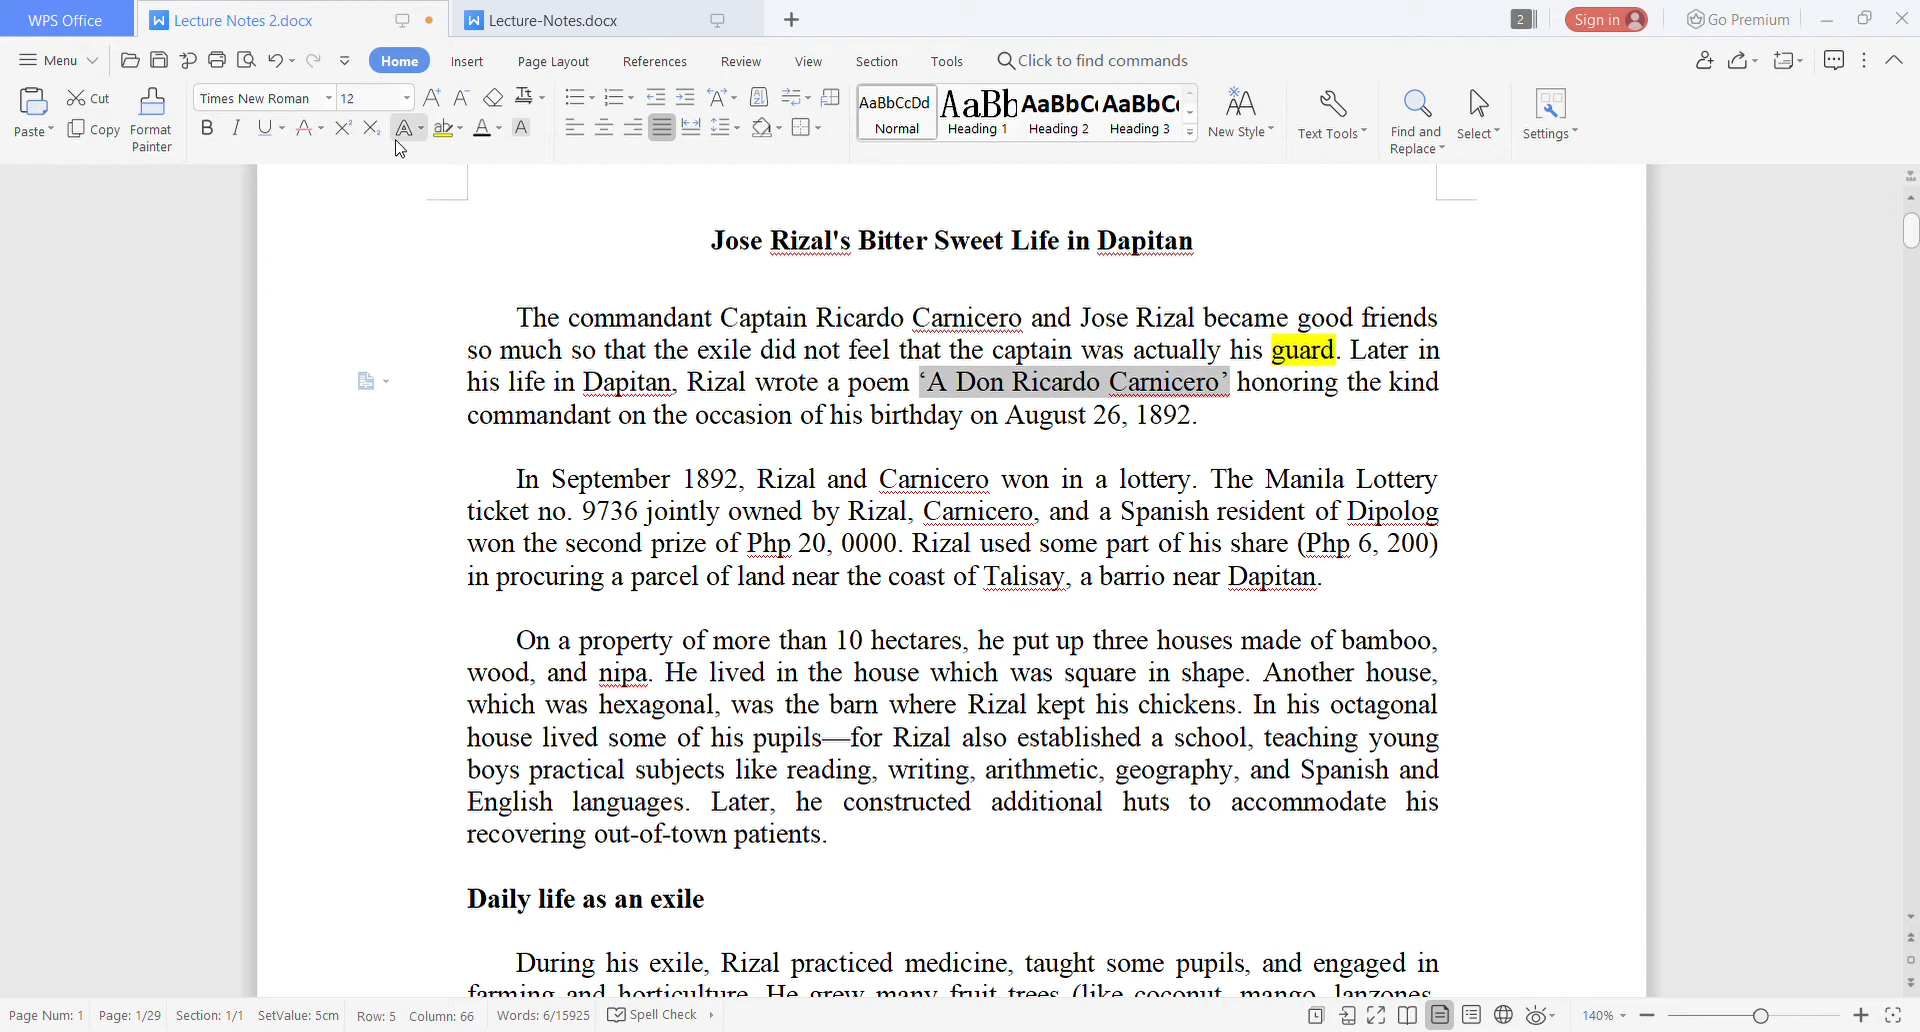 WPS Office
Lecture Notes 2.docx
Lecture-Notes.docx
2
Sign in
Go Premium
Menu
Home
Insert
Page Layout
References
Review
View
Section
Tools
Click to find commands
Paste
Cut
Copy
Format
Painter
Times New Roman
12
AaBbCcDd
Normal
AaBb
Heading 1
AaBbC
Heading 2
AaBbC
Heading 3
New Style
Text Tools
Find and
Replace
Select
Settings
Jose Rizal's Bitter Sweet Life in Dapitan
The commandant Captain Ricardo Carnicero and Jose Rizal became good friends
so much so that the exile did not feel that the captain was actually his guard. Later in
his life in Dapitan, Rizal wrote a poem ‘A Don Ricardo Carnicero’ honoring the kind
commandant on the occasion of his birthday on August 26, 1892.
In September 1892, Rizal and Carnicero won in a lottery. The Manila Lottery
ticket no. 9736 jointly owned by Rizal, Carnicero, and a Spanish resident of Dipolog
won the second prize of Php 20, 0000. Rizal used some part of his share (Php 6, 200)
in procuring a parcel of land near the coast of Talisay, a barrio near Dapitan.
On a property of more than 10 hectares, he put up three houses made of bamboo,
wood, and nipa. He lived in the house which was square in shape. Another house,
which was hexagonal, was the barn where Rizal kept his chickens. In his octagonal
house lived some of his pupils—for Rizal also established a school, teaching young
boys practical subjects like reading, writing, arithmetic, geography, and Spanish and
English languages. Later, he constructed additional huts to accommodate his
recovering out-of-town patients.
Daily life as an exile
During his exile, Rizal practiced medicine, taught some pupils, and engaged in
farming and horticulture. He grew many fruit trees (like coconut, mango, lanzones,
Page Num: 1
Page: 1/29
Section: 1/1
SetValue: 5cm
Row: 5
Column: 66
Words: 6/15925
Spell Check
140%